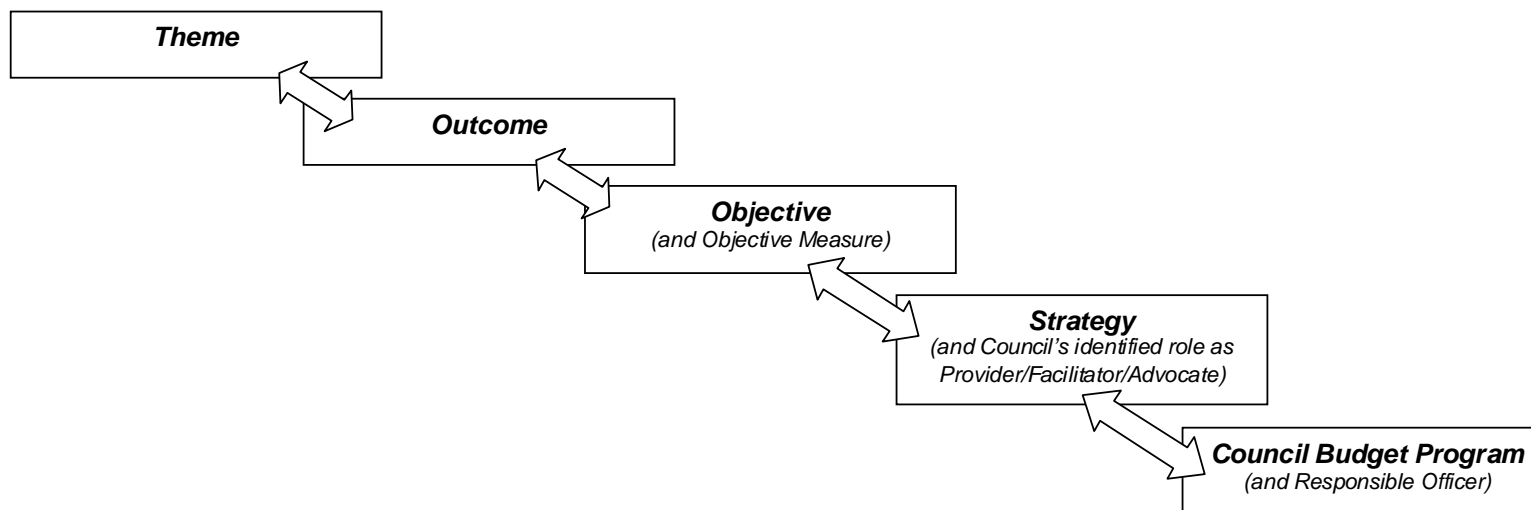 Theme
Outcome
Objective
(and Objective Measure)
Strategy
(and Council’s identified role as
Provider/Facilitator/Advocate)
Council Budget Program
(and Responsible Officer)